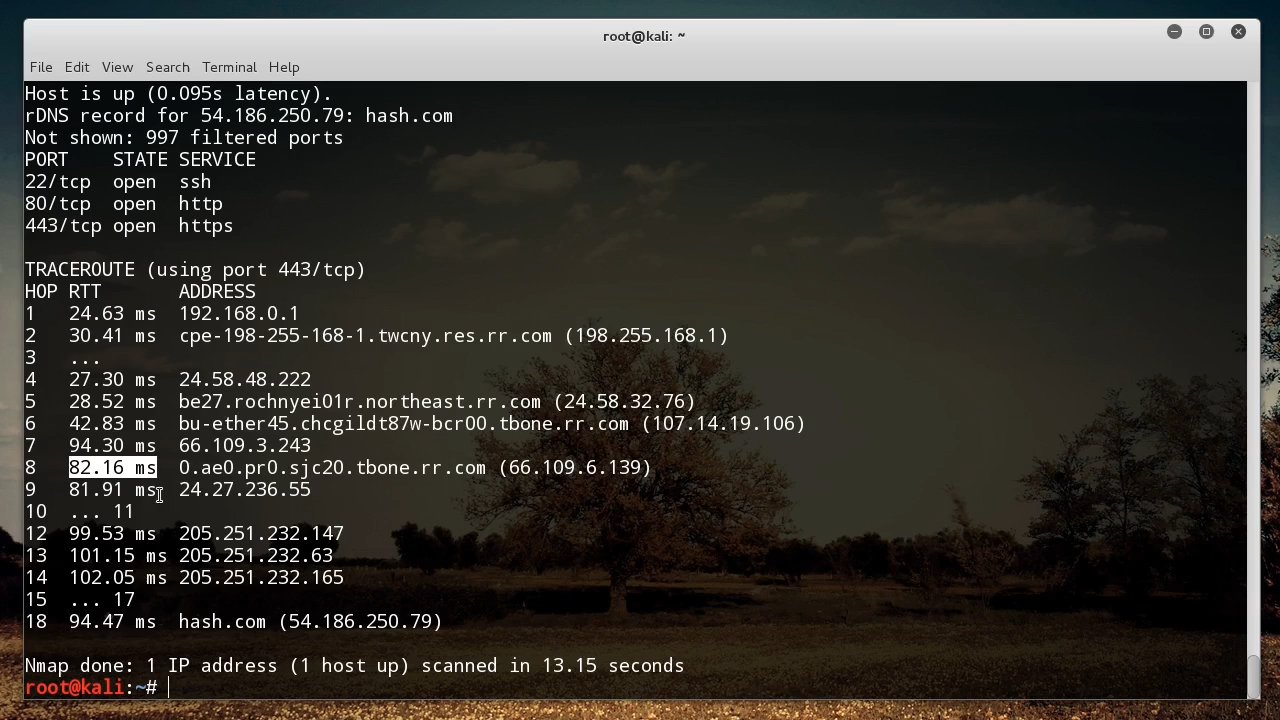 root@kali: ~
File Edit View Search Terminal Help
Host is up (0.095s latency).
rDNS record for 54.186.250.79: hash.com
Not shown: 997 filtered ports
PORT    STATE SERVICE
22/tcp  open  ssh
80/tcp  open  http
443/tcp open  https

TRACEROUTE (using port 443/tcp)
HOP RTT       ADDRESS
1   24.63 ms  192.168.0.1
2   30.41 ms  cpe-198-255-168-1.twcny.res.rr.com (198.255.168.1)
3   ...
4   27.30 ms  24.58.48.222
5   28.52 ms  be27.rochnyei01r.northeast.rr.com (24.58.32.76)
6   42.83 ms  bu-ether45.chcgildt87w-bcr00.tbone.rr.com (107.14.19.106)
7   94.30 ms  66.109.3.243
8   82.16 ms  0.ae0.pr0.sjc20.tbone.rr.com (66.109.6.139)
9   81.91 ms  24.27.236.55
10  ... 11
12  99.53 ms  205.251.232.147
13  101.15 ms 205.251.232.63
14  102.05 ms 205.251.232.165
15  ... 17
18  94.47 ms  hash.com (54.186.250.79)

Nmap done: 1 IP address (1 host up) scanned in 13.15 seconds
root@kali:~#